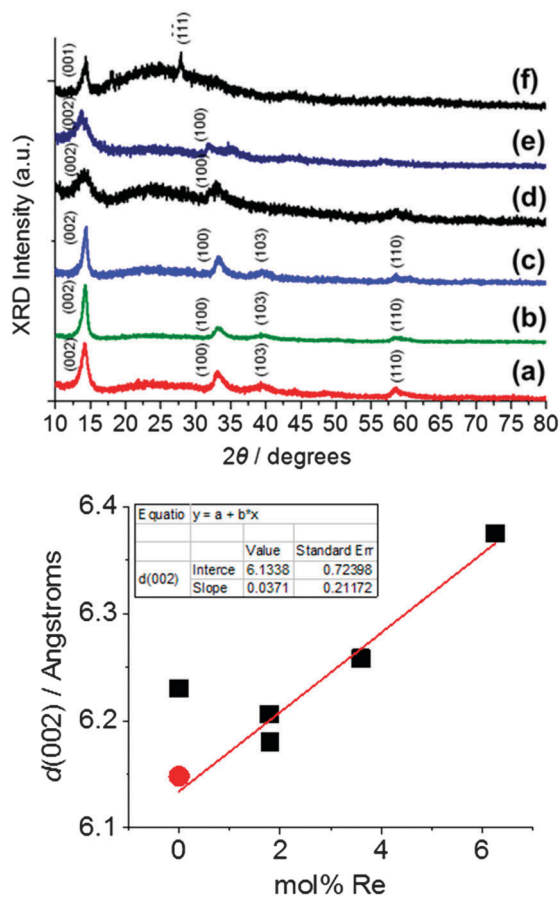 (111)
(001)
(f)
(002)
(100)
(e)
(002)
(100)
(d)
(002)
(100)
(103)
(110)
(c)
(002)
(100)
(103)
(110)
(b)
(002)
(100)
(103)
(110)
(a)
XRD Intensity (a.u.)
10 15 20 25 30 35 40 45 50 55 60 65 70 75 80
2θ / degrees
6.4
Equatio y = a + b*x
Value Standard Err
d(002) Interce 6.1338 0.72398
Slope 0.0371 0.21172
6.3
6.2
6.1
d(002) / Angstroms
0 2 4 6
mol% Re